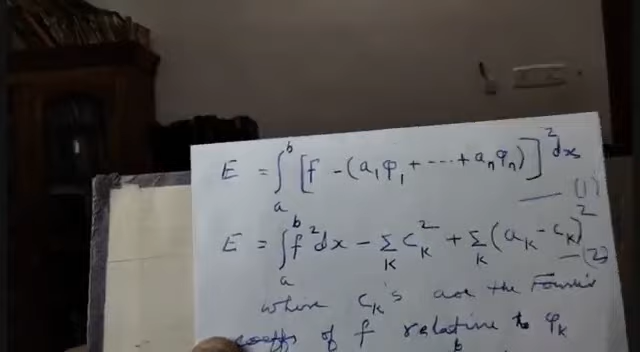 E = ∫_a^b [f - (a₁φ₁ + ---- + aₙφₙ)]² dx
— (1)
E = ∫_a^b f² dx - Σ_K c_K² + Σ_K (a_K - c_K)²
— (2)
where c_K's are the Fourier
coeffs of f relative to φ_K
b